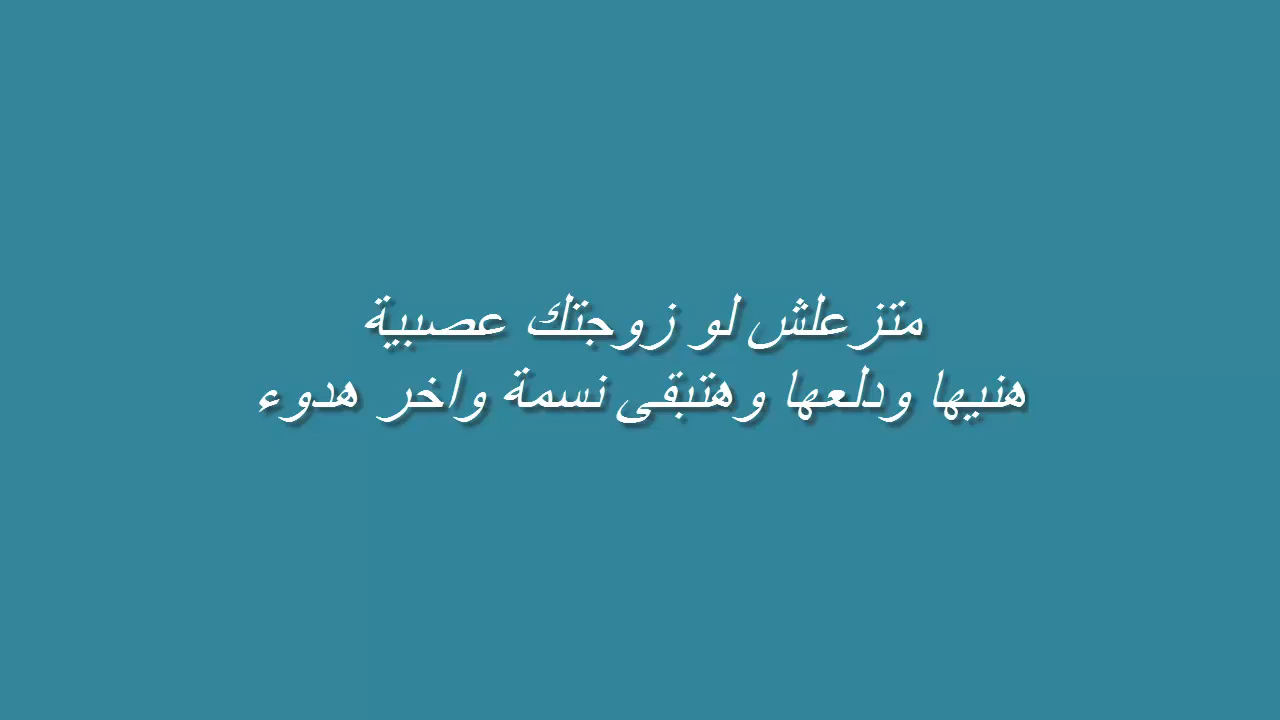 متزعلش لو زوجتك عصبية
هنيها ودلعها وهتبقى نسمة واخر هدوء